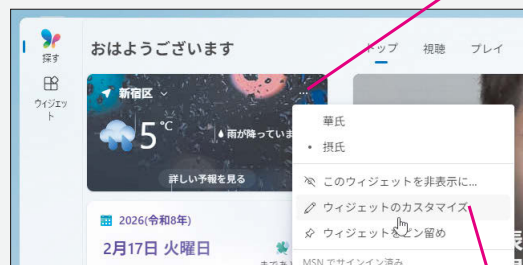 探す
おはようございます
トップ 視聴 プレイ
ウィジェット
新宿区
...
5℃
雨が降っていま
詳しい予報を見る
華氏
• 摂氏
このウィジェットを非表示に...
ウィジェットのカスタマイズ
ウィジェットをピン留め
MSN でサインイン済み
2026(令和8年)
2月17日 火曜日